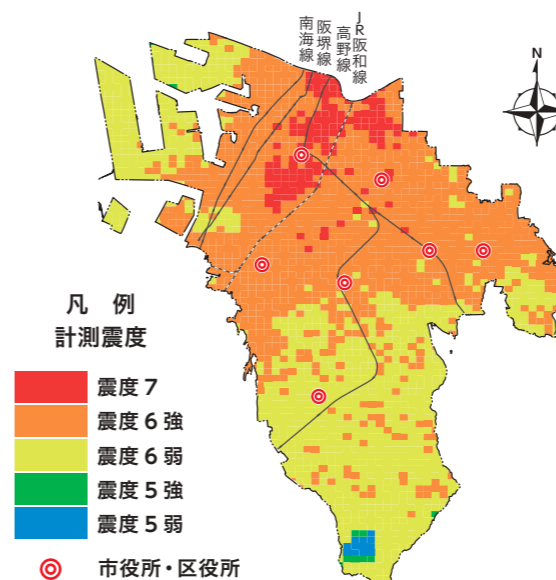 南海線
阪堺線
高野線
JR阪和線
N
凡 例
計測震度
震度7
震度6強
震度6弱
震度5強
震度5弱
市役所・区役所